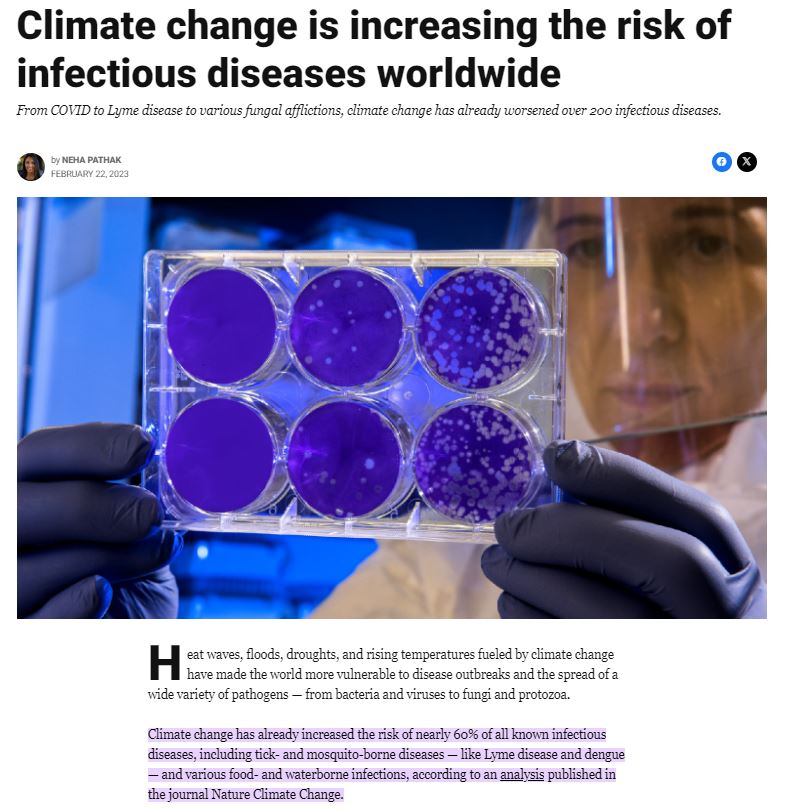 Climate change is increasing the risk of
infectious diseases worldwide
From COVID to Lyme disease to various fungal afflictions, climate change has already worsened over 200 infectious diseases.
by NEHA PATHAK
FEBRUARY 22, 2023
Heat waves, floods, droughts, and rising temperatures fueled by climate change
have made the world more vulnerable to disease outbreaks and the spread of a
wide variety of pathogens — from bacteria and viruses to fungi and protozoa.
Climate change has already increased the risk of nearly 60% of all known infectious
diseases, including tick- and mosquito-borne diseases — like Lyme disease and dengue
— and various food- and waterborne infections, according to an analysis published in
the journal Nature Climate Change.